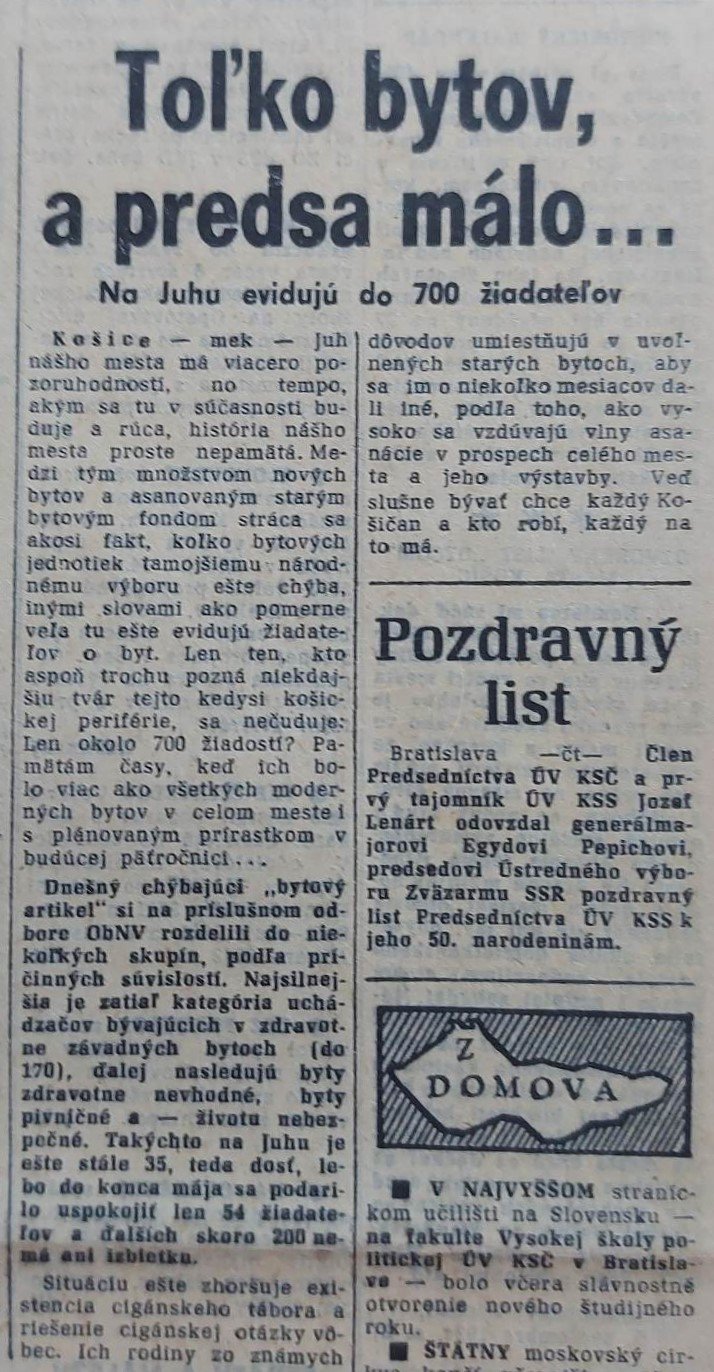 Toľko bytov,
a predsa málo...
Na Juhu evidujú do 700 žiadateľov
Košice — mek — Juh
nášho mesta má viacero po-
zoruhodností, no tempo,
akým sa tu v súčasnosti bu-
duje a rúca, história nášho
mesta proste nepamätá. Me-
dzi tým množstvom nových
bytov a asanovaným starým
bytovým fondom stráca sa
akosi fakt, koľko bytových
jednotiek tamojšiemu národ-
nému výboru ešte chýba,
inými slovami ako pomerne
veľa tu ešte evidujú žiadate-
ľov o byt. Len ten, kto
aspoň trochu pozná niekdaj-
šiu tvár tejto kedysi košic-
kej periférie, sa nečuduje:
Len okolo 700 žiadostí? Pa-
mätám časy, keď ich bo-
lo viac ako všetkých moder-
ných bytov v celom meste i
s plánovaným prírastkom v
budúcej päťročnici...
Dnešný chýbajúci „bytový
artikel" si na príslušnom od-
bore ObNV rozdelili do nie-
koľkých skupín, podľa prí-
činných súvislostí. Najsilnej-
šia je zatiaľ kategória uchá-
dzačov bývajúcich v zdravot-
ne závadných bytoch (do
170), ďalej nasledujú byty
zdravotne nevhodné, byty
pivničné a — životu nebez-
pečné. Takýchto na Juhu je
ešte stále 35, teda dosť, le-
bo do konca mája sa podari-
lo uspokojiť len 54 žiadate-
ľov a ďalších skoro 200 ne-
má ani izbietku.
Situáciu ešte zhoršuje exi-
stencia cigánskeho tábora a
riešenie cigánskej otázky vô-
bec. Ich rodiny zo známych
dôvodov umiestňujú v uvoľ-
nených starých bytoch, aby
sa im o niekoľko mesiacov da-
li iné, podľa toho, ako vy-
soko sa vzdúvajú vlny asa-
nácie v prospech celého mes-
ta a jeho výstavby. Veď
slušne bývať chce každý Ko-
šičan a kto robí, každý na
to má.
Pozdravný
list
Bratislava —čt— Člen
Predsedníctva ÚV KSČ a pr-
vý tajomník ÚV KSS Jozef
Lenárt odovzdal generálma-
jorovi Egydovi Pepichovi,
predsedovi Ústredného výbo-
ru Zväzarmu SSR pozdravný
list Predsedníctva ÚV KSS k
jeho 50. narodeninám.
Z
DOMOVA
■ V NAJVYŠŠOM straníc-
kom učilišti na Slovensku —
na fakulte Vysokej školy po-
litickej ÚV KSČ v Bratisla-
ve — bolo včera slávnostné
otvorenie nového študijného
roku.
■ ŠTÁTNY moskovský cir-